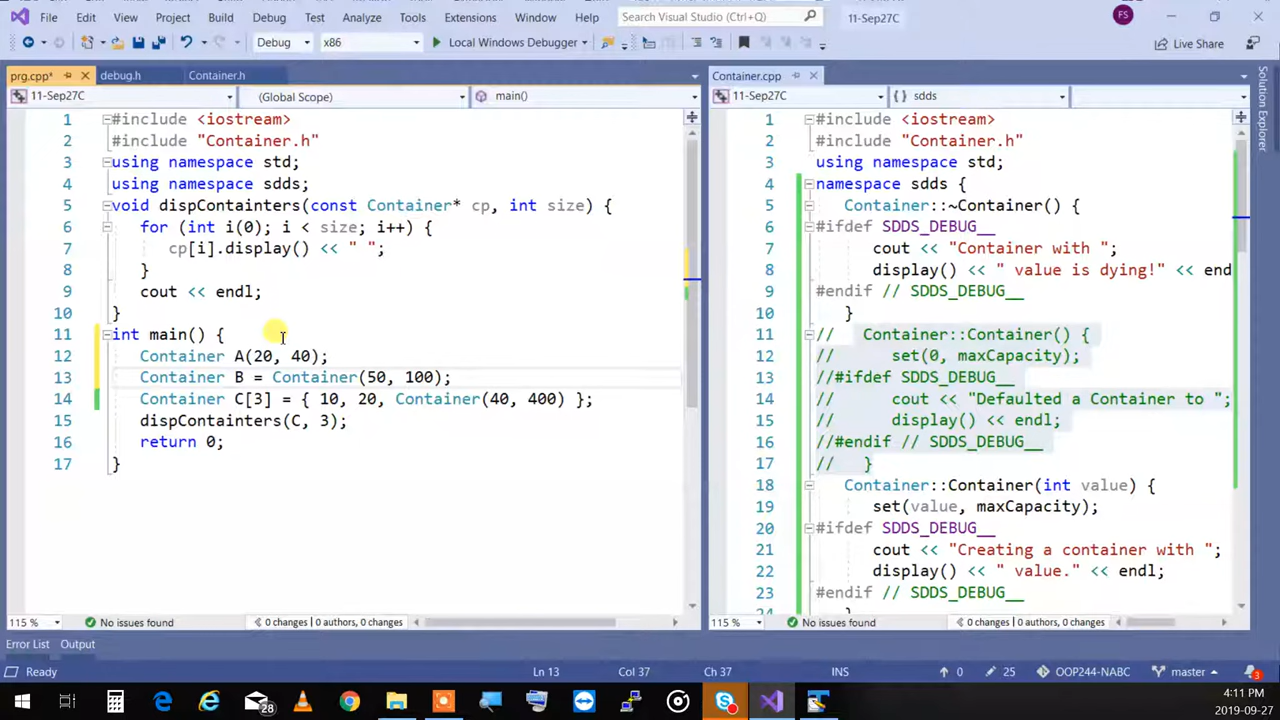 File Edit View Project Build Debug Test Analyze Tools Extensions Window Help Search Visual Studio (Ctrl+Q) 11-Sep27C FS
Debug x86 Local Windows Debugger Live Share
prg.cpp* debug.h Container.h
11-Sep27C (Global Scope) main()
1 #include <iostream>
2 #include "Container.h"
3 using namespace std;
4 using namespace sdds;
5 void dispContainters(const Container* cp, int size) {
6 for (int i(0); i < size; i++) {
7 cp[i].display() << " ";
8 }
9 cout << endl;
10 }
11 int main() {
12 Container A(20, 40);
13 Container B = Container(50, 100);
14 Container C[3] = { 10, 20, Container(40, 400) };
15 dispContainters(C, 3);
16 return 0;
17 }
115 % No issues found 0 changes | 0 authors, 0 changes
Container.cpp
11-Sep27C sdds
1 #include <iostream>
2 #include "Container.h"
3 using namespace std;
4 namespace sdds {
5 Container::~Container() {
6 #ifdef SDDS_DEBUG__
7 cout << "Container with ";
8 display() << " value is dying!" << end
9 #endif // SDDS_DEBUG__
10 }
11 // Container::Container() {
12 // set(0, maxCapacity);
13 //#ifdef SDDS_DEBUG__
14 // cout << "Defaulted a Container to ";
15 // display() << endl;
16 //#endif // SDDS_DEBUG__
17 // }
18 Container::Container(int value) {
19 set(value, maxCapacity);
20 #ifdef SDDS_DEBUG__
21 cout << "Creating a container with ";
22 display() << " value." << endl;
23 #endif // SDDS_DEBUG__
24 }
115 % No issues found 0 changes | 0 authors, 0 changes
Solution Explorer
Error List Output
Ready Ln 13 Col 37 Ch 37 INS 0 25 OOP244-NABC master 3
28
4:11 PM
2019-09-27